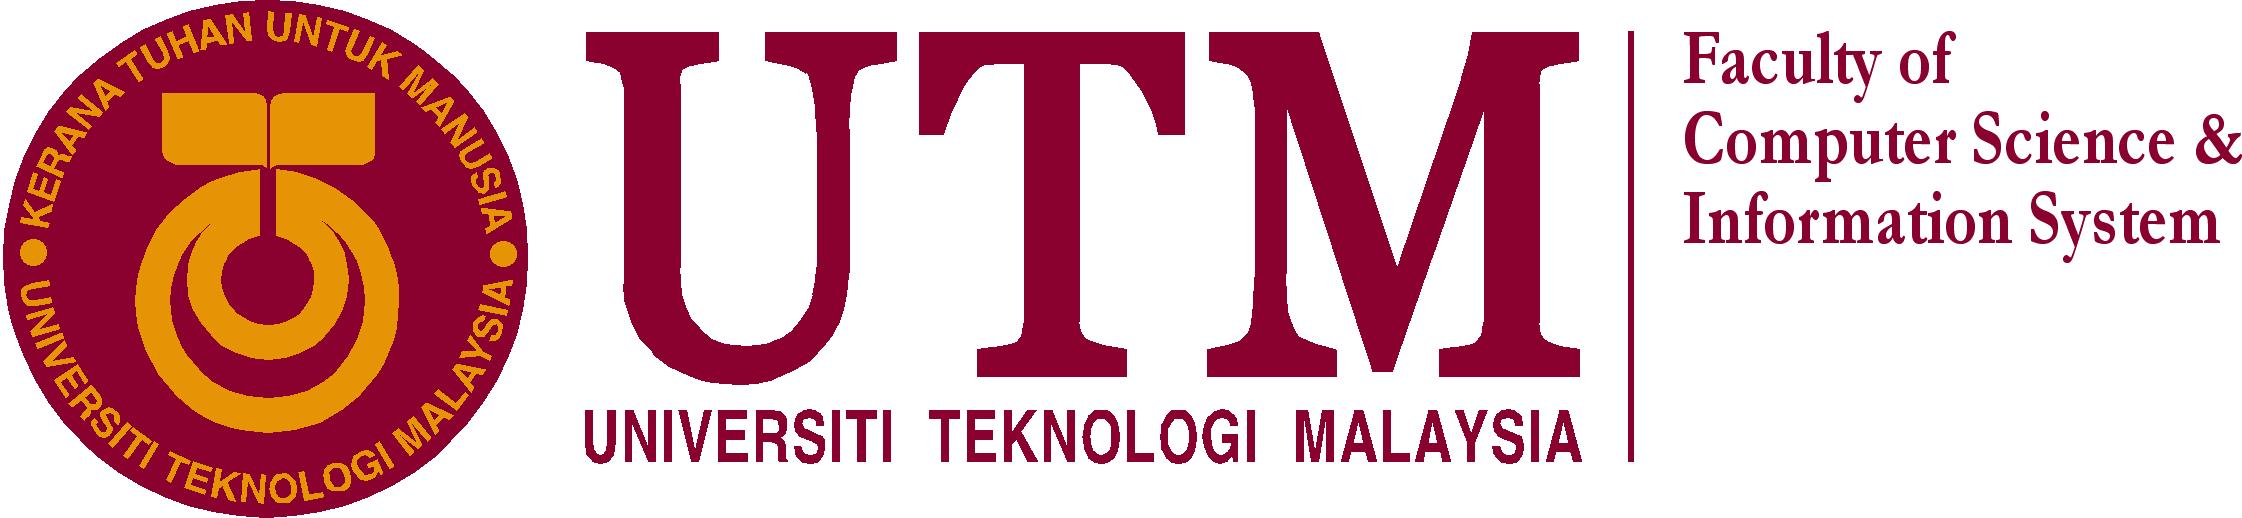 KERANA TUHAN UNTUK MANUSIA
UNIVERSITI TEKNOLOGI MALAYSIA
UTM
UNIVERSITI TEKNOLOGI MALAYSIA
Faculty of
Computer Science &
Information System